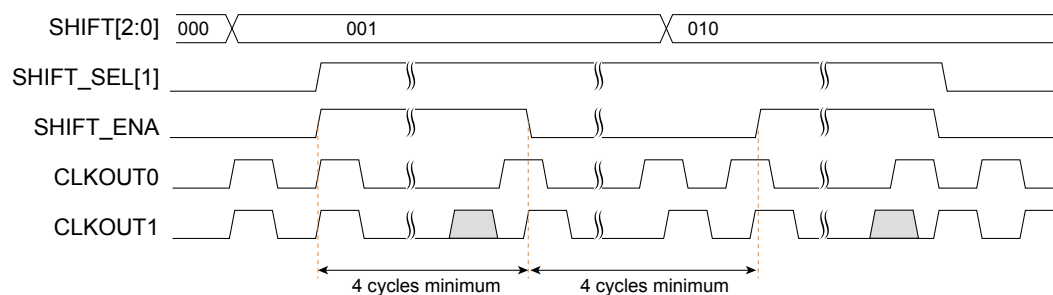 SHIFT[2:0] 000 001 010
SHIFT_SEL[1]
SHIFT_ENA
CLKOUT0
CLKOUT1
4 cycles minimum 4 cycles minimum